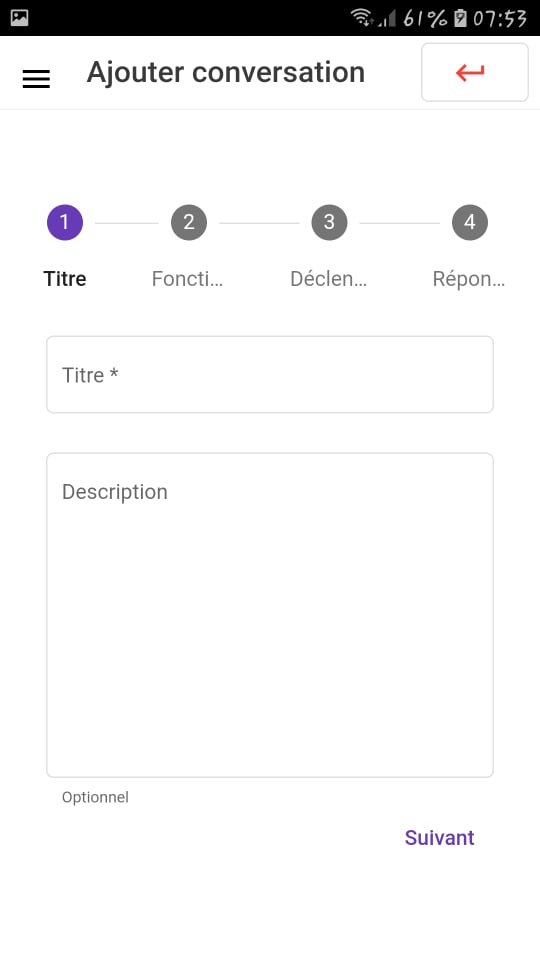 61% 07:53
Ajouter conversation
1 2 3 4
Titre Foncti... Déclen... Répon...
Titre *
Description
Optionnel
Suivant